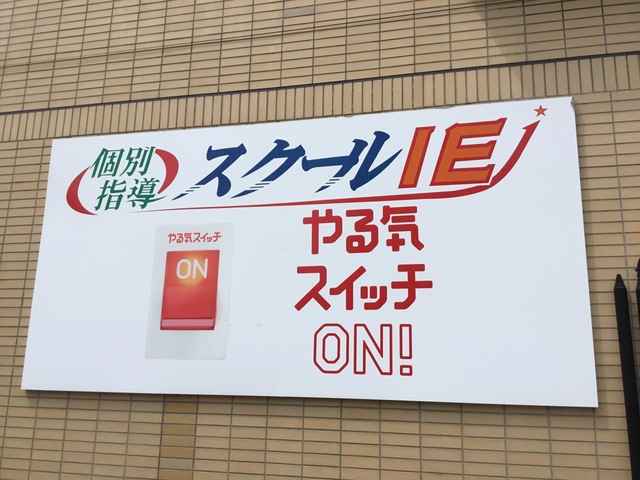 個別
指導
スクールIE
やる気スイッチ
ON
やる気
スイッチ
ON!